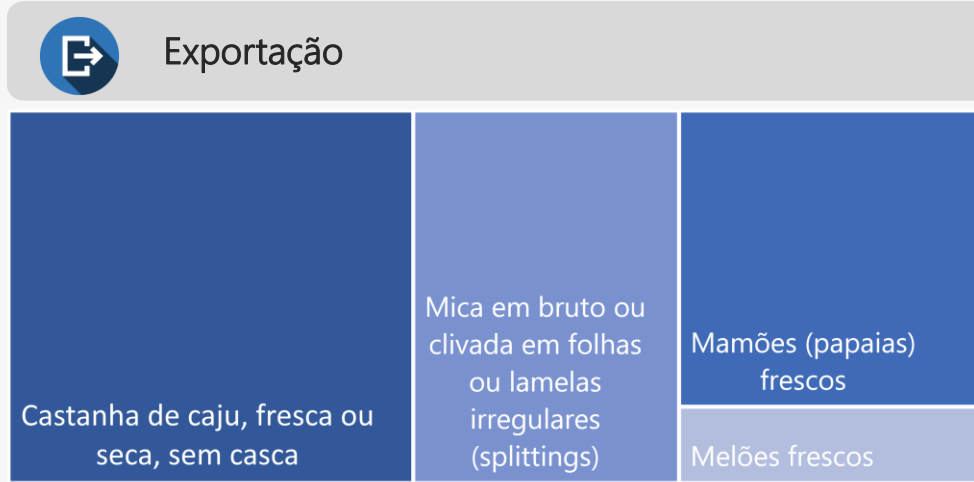 Exportação
Castanha de caju, fresca ou
seca, sem casca
Mica em bruto ou
clivada em folhas
ou lamelas
irregulares
(splittings)
Mamões (papaias)
frescos
Melões frescos